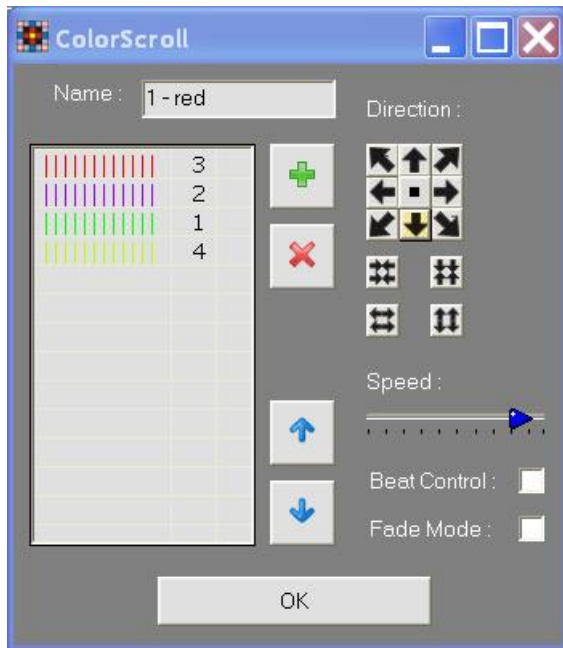 ColorScroll
Name : 1 - red
Direction :
3
2
1
4
Speed :
Beat Control :
Fade Mode :
OK